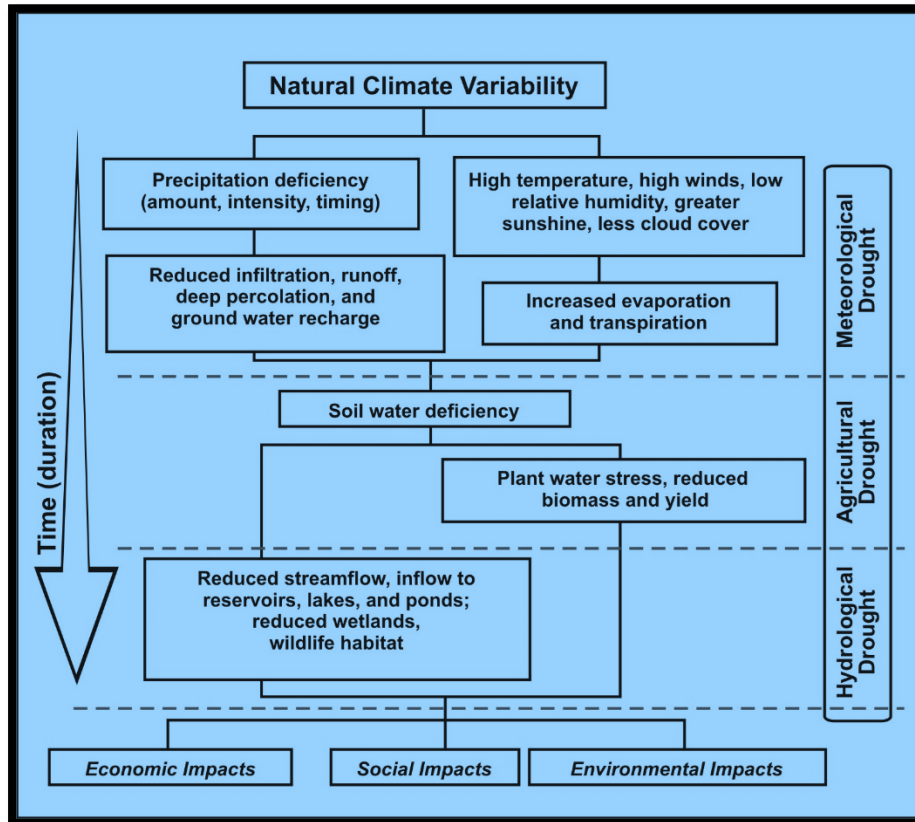 Natural Climate Variability
Precipitation deficiency
(amount, intensity, timing)
High temperature, high winds, low
relative humidity, greater
sunshine, less cloud cover
Reduced infiltration, runoff,
deep percolation, and
ground water recharge
Increased evaporation
and transpiration
Meteorological
Drought
Time (duration)
Soil water deficiency
Plant water stress, reduced
biomass and yield
Agricultural
Drought
Reduced streamflow, inflow to
reservoirs, lakes, and ponds;
reduced wetlands,
wildlife habitat
Hydrological
Drought
Economic Impacts
Social Impacts
Environmental Impacts